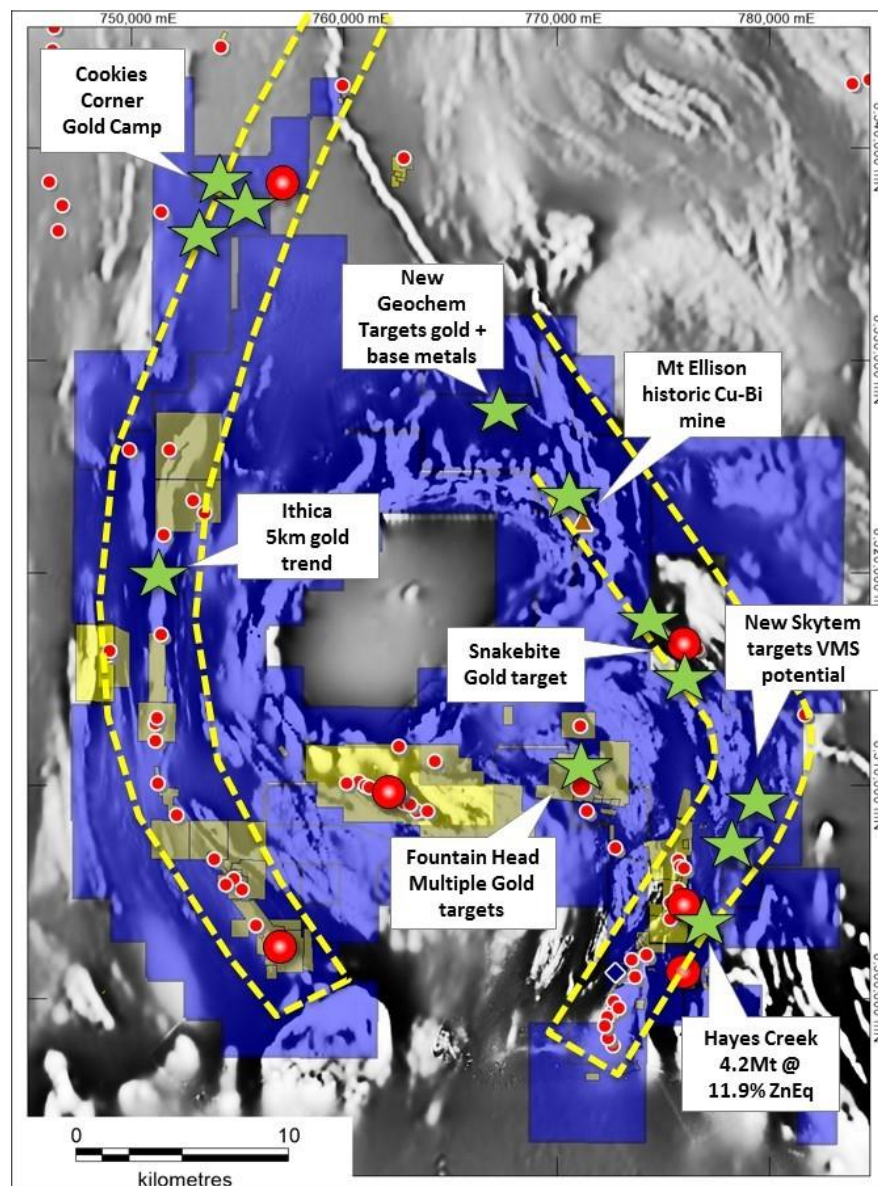 750,000 mE
760,000 mE
770,000 mE
780,000 mE
Cookies
Corner
Gold Camp
New
Geochem
Targets gold +
base metals
Mt Ellison
historic Cu-Bi
mine
Ithica
5km gold
trend
Snakebite
Gold target
New Skytem
targets VMS
potential
Fountain Head
Multiple Gold
targets
Hayes Creek
4.2Mt @
11.9% ZnEq
0
10
kilometres